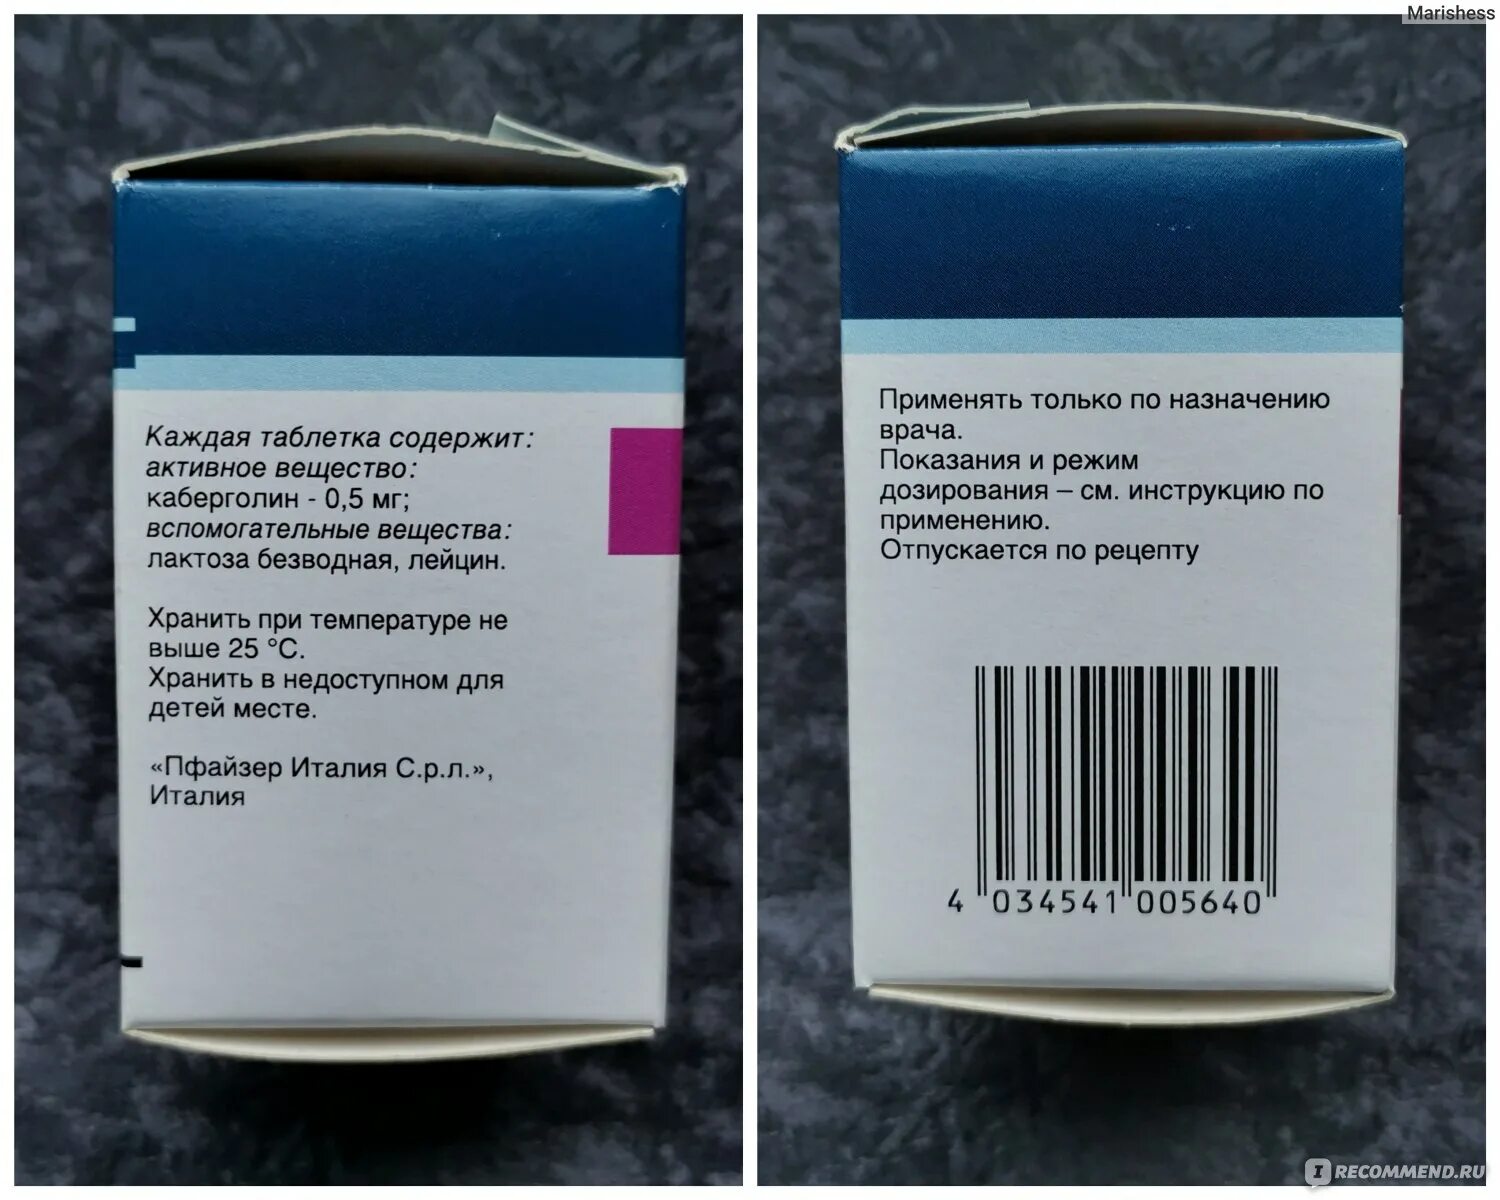 Marishess
Каждая таблетка содержит:
активное вещество:
каберголин - 0,5 мг;
вспомогательные вещества:
лактоза безводная, лейцин.
Хранить при температуре не
выше 25 °С.
Хранить в недоступном для
детей месте.
«Пфайзер Италия С.р.л.»,
Италия
Применять только по назначению
врача.
Показания и режим
дозирования – см. инструкцию по
применению.
Отпускается по рецепту
4 034541 005640
IRECOMMEND.RU